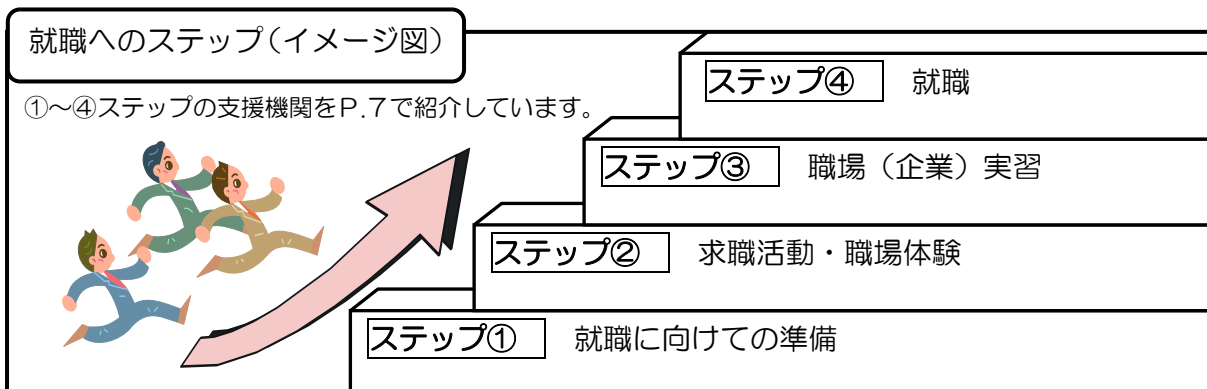 就職へのステップ（イメージ図）
①～④ステップの支援機関をＰ.７で紹介しています。
ステップ④ 就職
ステップ③ 職場（企業）実習
ステップ② 求職活動・職場体験
ステップ① 就職に向けての準備